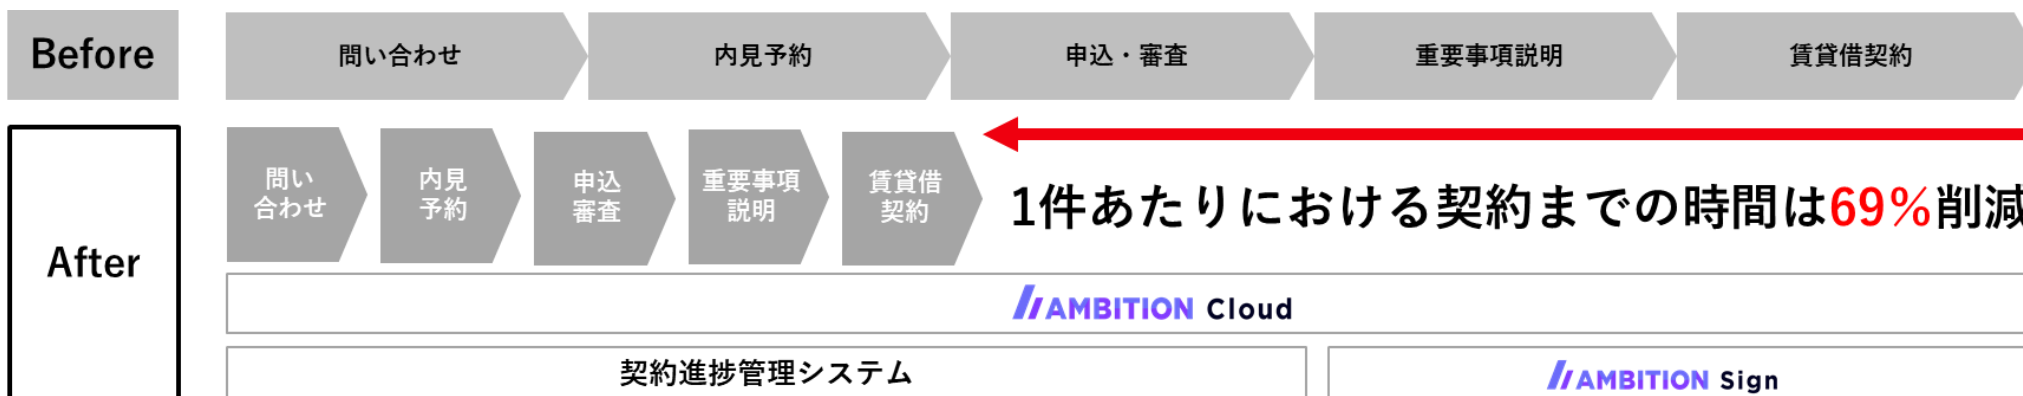 Before
問い合わせ
内見予約
申込・審査
重要事項説明
賃貸借契約
After
問い
合わせ
内見
予約
申込
審査
重要事項
説明
賃貸借
契約
1件あたりにおける契約までの時間は69%削減
AMBITION Cloud
契約進捗管理システム
AMBITION Sign